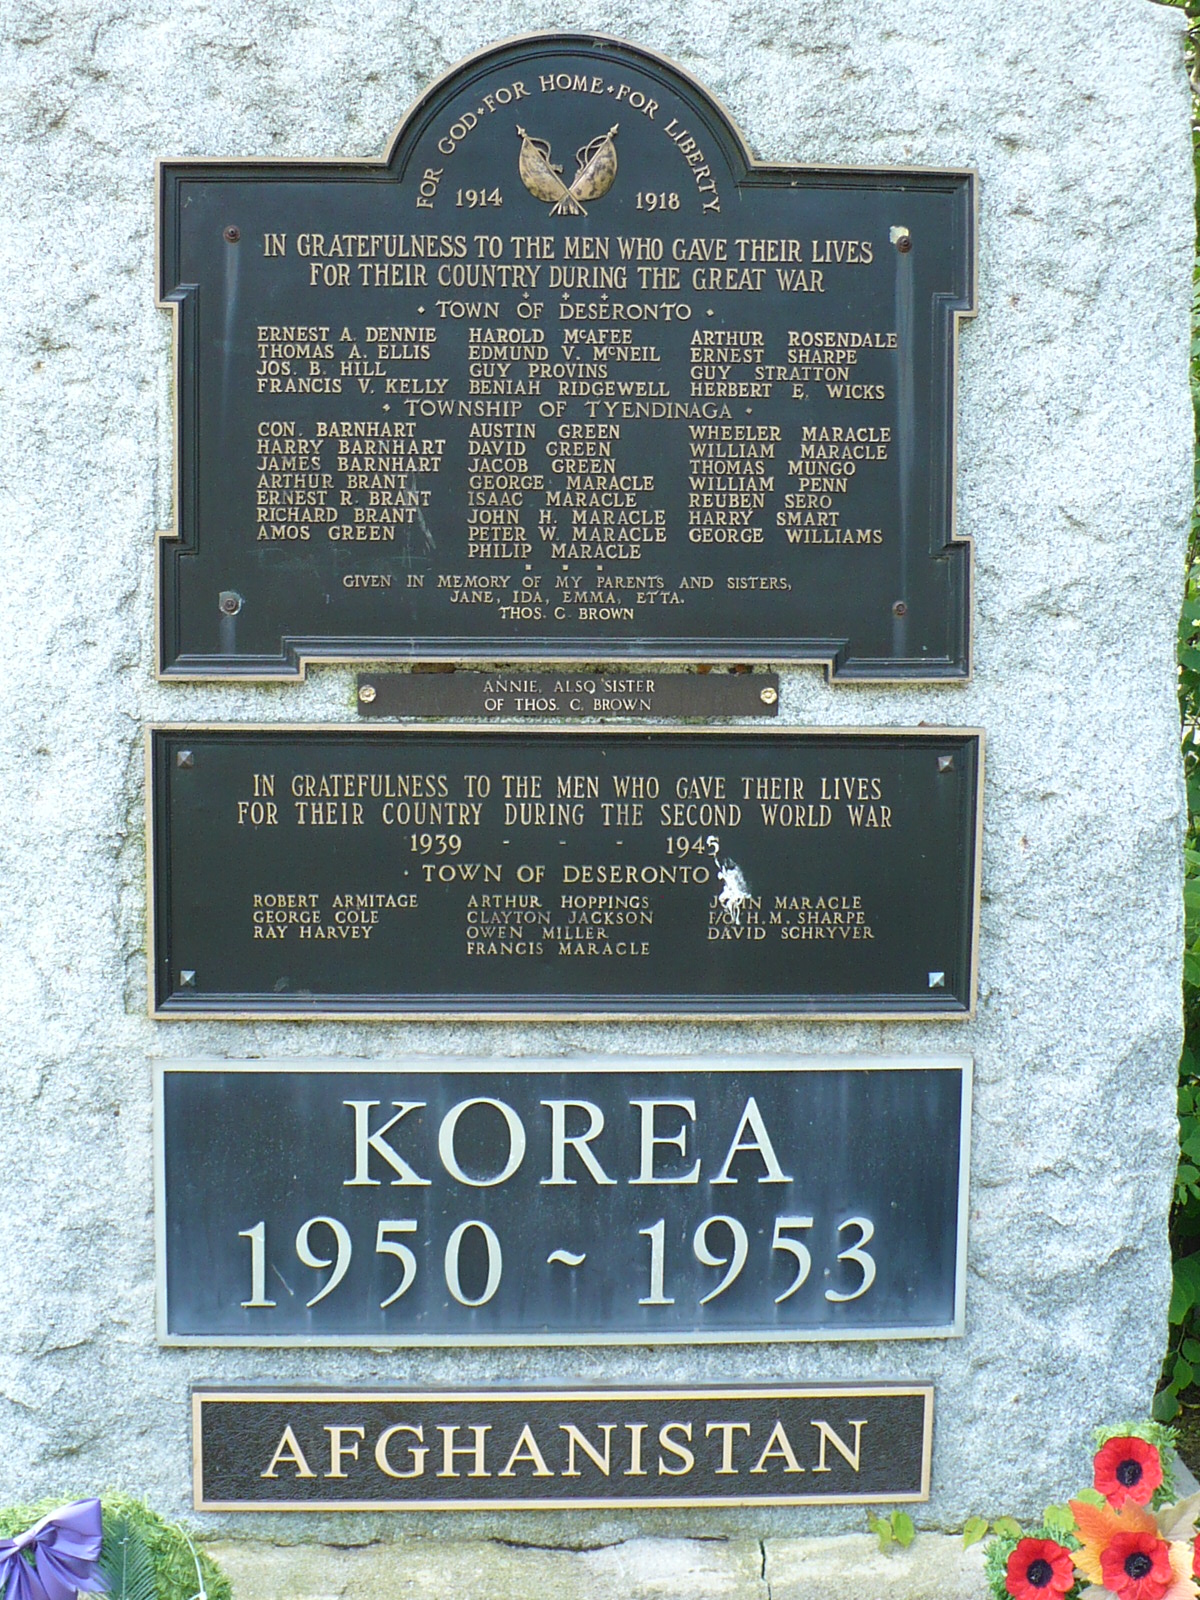 FOR GOD • FOR HOME • FOR LIBERTY.
1914 1918
IN GRATEFULNESS TO THE MEN WHO GAVE THEIR LIVES
FOR THEIR COUNTRY DURING THE GREAT WAR
• TOWN OF DESERONTO •
ERNEST A. DENNIE HAROLD McAFEE ARTHUR ROSENDALE
THOMAS A. ELLIS EDMUND V. McNEIL ERNEST SHARPE
JOS. B. HILL GUY PROVINS GUY STRATTON
FRANCIS V. KELLY BENIAH RIDGEWELL HERBERT E. WICKS
• TOWNSHIP OF TYENDINAGA •
CON. BARNHART AUSTIN GREEN WHEELER MARACLE
HARRY BARNHART DAVID GREEN WILLIAM MARACLE
JAMES BARNHART JACOB GREEN THOMAS MUNGO
ARTHUR BRANT GEORGE MARACLE WILLIAM PENN
ERNEST R. BRANT ISAAC MARACLE REUBEN SERO
RICHARD BRANT JOHN H. MARACLE HARRY SMART
AMOS GREEN PETER W. MARACLE GEORGE WILLIAMS
PHILIP MARACLE
GIVEN IN MEMORY OF MY PARENTS AND SISTERS,
JANE, IDA, EMMA, ETTA.
THOS. C. BROWN
ANNIE, ALSO SISTER
OF THOS. C. BROWN
IN GRATEFULNESS TO THE MEN WHO GAVE THEIR LIVES
FOR THEIR COUNTRY DURING THE SECOND WORLD WAR
1939 - - - 1945
• TOWN OF DESERONTO
ROBERT ARMITAGE ARTHUR HOPPINGS JOHN MARACLE
GEORGE COLE CLAYTON JACKSON F/O H.M. SHARPE
RAY HARVEY OWEN MILLER DAVID SCHRYVER
FRANCIS MARACLE
KOREA
1950 ~ 1953
AFGHANISTAN